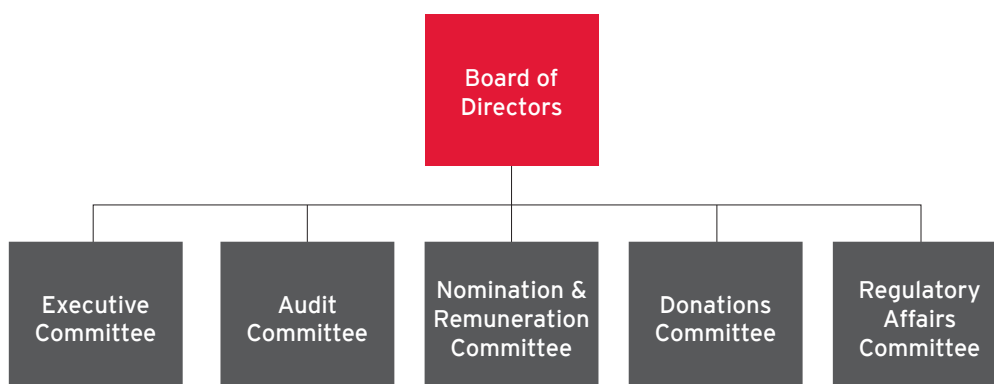 Board of
Directors
Executive
Committee
Audit
Committee
Nomination &
Remuneration
Committee
Donations
Committee
Regulatory
Affairs
Committee